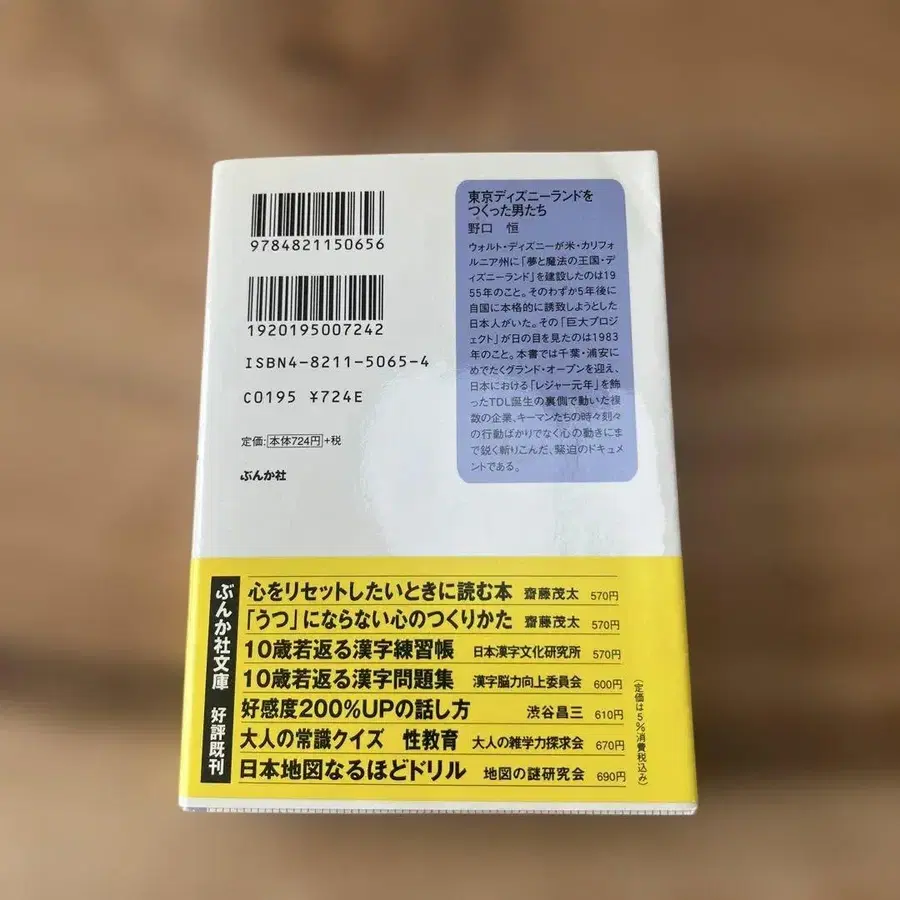 9784821150656
1920195007242
ISBN4-8211-5065-4
C0195 ¥724E
定価:本体724円+税
ぶんか社
東京ディズニーランドを
つくった男たち
野口 恒
ウォルト・ディズニーが米・カリフォ
ルニア州に「夢と魔法の王国・デ
ィズニーランド」を建設したのは19
55年のこと。そのわずか5年後に
自国に本格的に誘致しようとした
日本人がいた。その「巨大プロジ
ェクト」が日の目を見たのは1983
年のこと。本書では千葉・浦安に
めでたくグランド・オープンを迎え、
日本における「レジャー元年」を飾
ったTDL誕生の裏側で動いた複
数の企業、キーマンたちの時々刻々
の行動ばかりでなく心の動きにま
で鋭く斬りこんだ、緊迫のドキュメ
ントである。
ぶんか社文庫 好評既刊
心をリセットしたいときに読む本 齋藤茂太 570円
「うつ」にならない心のつくりかた 齋藤茂太 570円
10歳若返る漢字練習帳 日本漢字文化研究所 570円
10歳若返る漢字問題集 漢字脳力向上委員会 600円
好感度200%UPの話し方 渋谷昌三 610円
大人の常識クイズ 性教育 大人の雑学力探求会 670円
日本地図なるほどドリル 地図の謎研究会 690円
(定価は5%消費税込み)